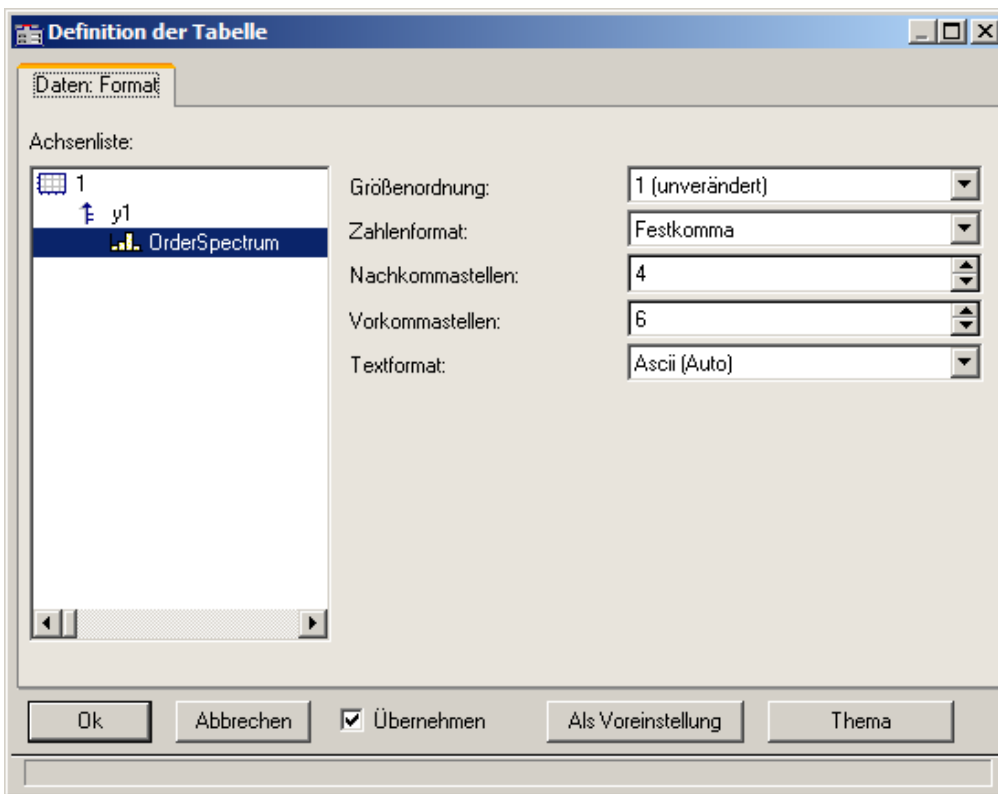 Definition der Tabelle
Daten: Format
Achsenliste:
1
y1
OrderSpectrum
Größenordnung: 1 (unverändert)
Zahlenformat: Festkomma
Nachkommastellen: 4
Vorkommastellen: 6
Textformat: Ascii (Auto)
Ok Abbrechen Übernehmen Als Voreinstellung Thema